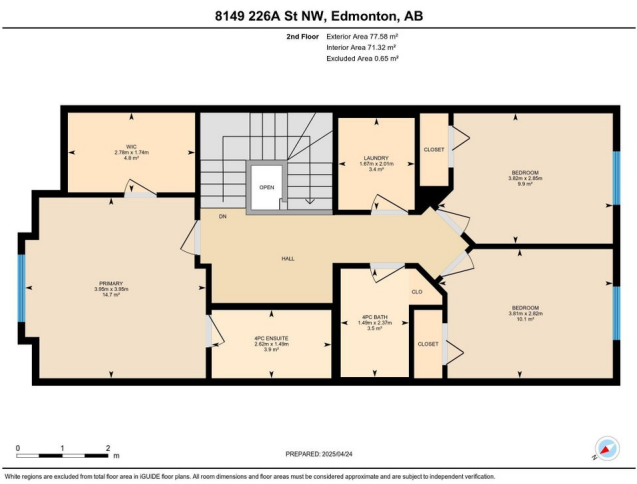 8149 226A St NW, Edmonton, AB
2nd Floor Exterior Area 77.58 m²
Interior Area 71.32 m²
Excluded Area 0.65 m²
WIC
2.78m x 1.74m
4.8 m²
OPEN
DN
LAUNDRY
1.67m x 2.01m
3.4 m²
CLOSET
BEDROOM
3.62m x 2.85m
9.9 m²
HALL
PRIMARY
3.95m x 3.95m
14.7 m²
4PC ENSUITE
2.62m x 1.49m
3.9 m²
4PC BATH
1.49m x 2.37m
3.5 m²
CLO
CLOSET
BEDROOM
3.61m x 2.82m
10.1 m²
0 1 2
m
PREPARED: 2025/04/24
N
White regions are excluded from total floor area in iGUIDE floor plans. All room dimensions and floor areas must be considered approximate and are subject to independent verification.